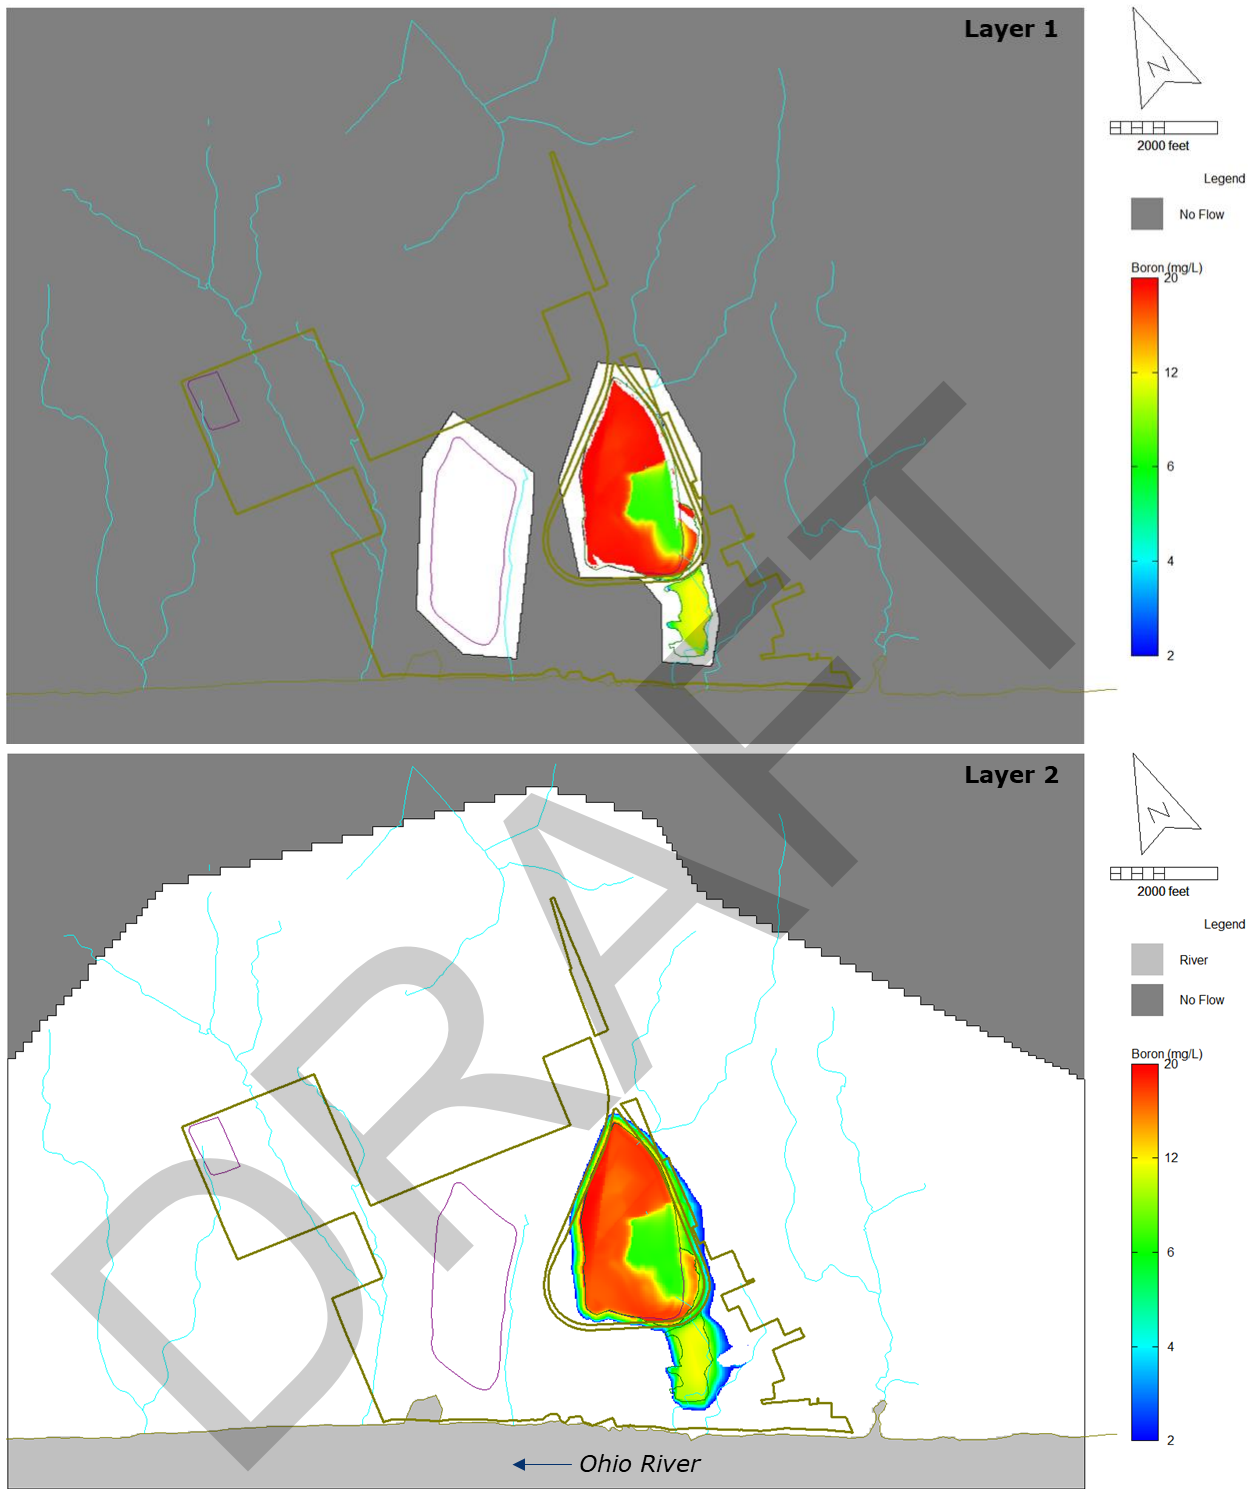 Layer 1
N
2000 feet
Legend
No Flow
Boron (mg/L)
20
12
6
4
2
Layer 2
N
2000 feet
Legend
River
No Flow
Boron (mg/L)
20
12
6
4
2
DRAFT
Ohio River